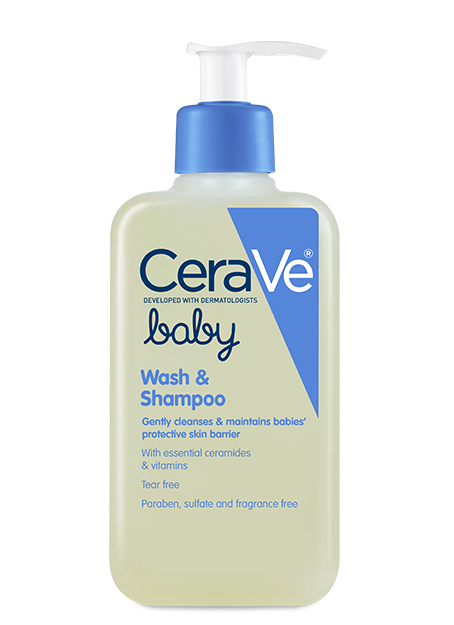 CeraVe®
DEVELOPED WITH DERMATOLOGISTS
baby
Wash &
Shampoo
Gently cleanses & maintains babies'
protective skin barrier
With essential ceramides
& vitamins
Tear free
Paraben, sulfate and fragrance free